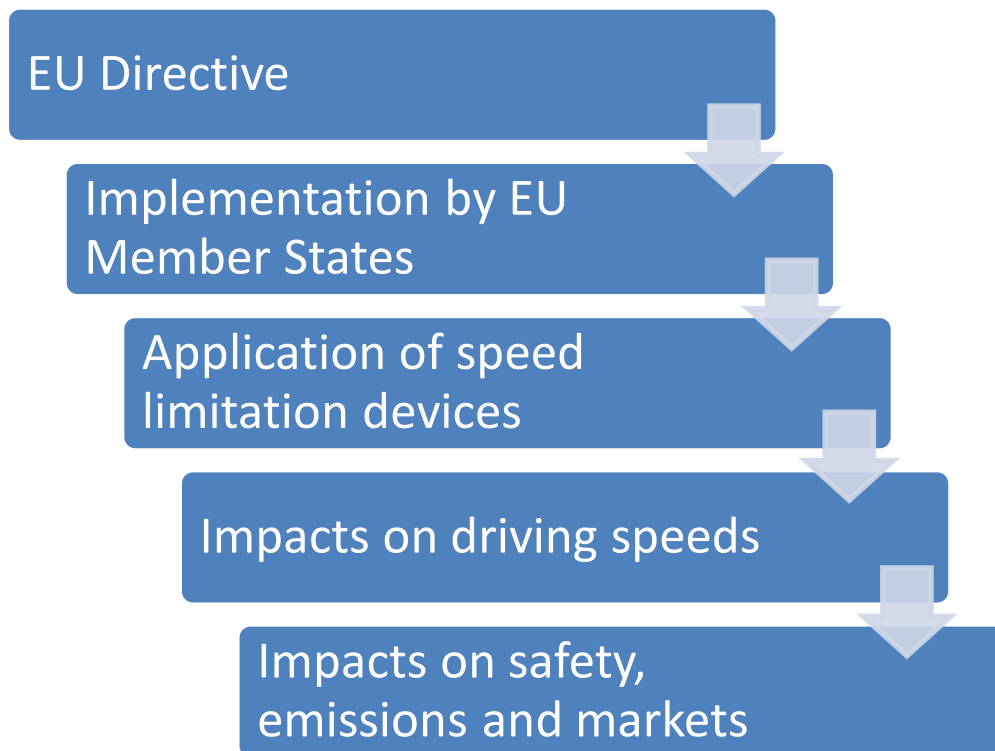 EU Directive
Implementation by EU
Member States
Application of speed
limitation devices
Impacts on driving speeds
Impacts on safety,
emissions and markets